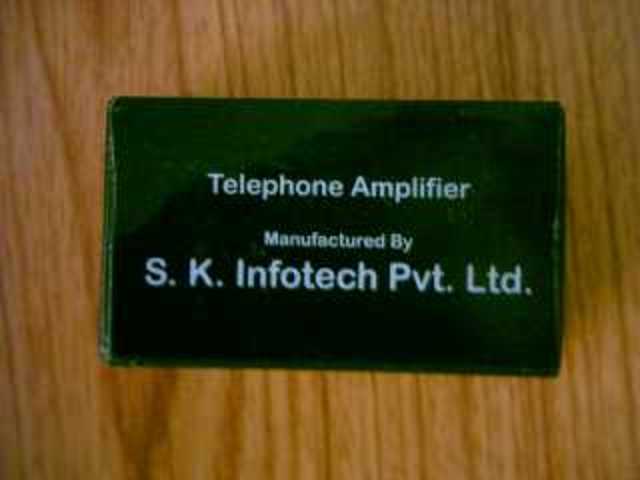 Telephone Amplifier
Manufactured By
S. K. Infotech Pvt. Ltd.